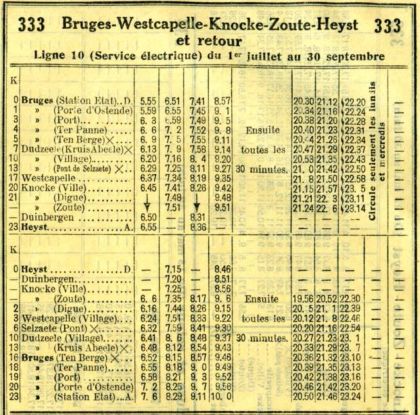 333 Bruges-Westcapelle-Knocke-Zoute-Heyst 333
et retour
Ligne 10 (Service électrique) du 1er juillet au 30 septembre
K
0 Bruges (Station Etat)..D 5.55 6.51 7,41 8.57 20.30 21.12 22.20
1 » (Porte d'Ostende) 5.59 6.55 7.45 9. 1 20.34 21.16 22.24
3 » (Port).... 6. 3 6.59 7,49 9. 5 20.38 21.20 22.28
4 » (Ter Panne) 6. 6 7. 2 7.52 9. 8 Ensuite 20.40 21.23 22.31
5 » (Ten Berge) 6. 9 7. 5 7.55 9.11 20.42 21.26 22.34
7 Dudzeele (Kruis Abeele) 6.13 7. 9 7.58 9.14 toutes les 20.47 21.29 22.37
10 » (Village) 6.20 7.16 8. 4 9.20 20.53 21.35 22.43
13 » (Pont de Selzaete) 6.29 7.25 8.11 9.27 30 minutes. 21. 0 21.42 22.50
17 Westcapelle 6.37 7.34 8.19 9.35 21. 8 21.50 22.58
20 Knocke (Ville) 6.45 7.41 8.26 9.42 21.15 21.57 23. 5
21 » (Digue) — 7.48 — 9.48 21.21 22. 3 23.11
» (Zoute) 7.51 9.51 21.24 22. 6 23.14
— Duinbergen 6.50 — 8.31
23 Heyst A. 6.55 — 8.36
Circule seulement les lundis
et mercredis
K
0 Heyst D — 7.15 — 8.46
— Duinbergen — 7.20 — 8.51
— Knocke (Ville) — 7.25 — 8.56
» (Zoute) 6. 6 7.35 8.17 9. 6 Ensuite 19.56 20.52 22.30
2 » (Digue) 6.16 7.44 8.26 9.15 20. 5 21. 1 22.39
3 Westcapelle (Village) 6.24 7.51 8.33 9.22 toutes les 20.12 21. 8 22.46
6 Selzaete (Pont) 6.32 7.59 8.41 9.30 20.20 21.16 22.54
10 Dudzeele (Village) 6.41 8. 6 8.48 9.37 30 minutes. 20.27 21.23 23. 1
13 » (Kruis Abeele) 6.48 8.12 8.54 9.43 20.33 21.29 23. 7
16 Bruges (Ten Berge) 6.52 8.15 8.57 9.46 20.36 21.32 23.10
18 » (Ter Panne) 6.55 8.18 9. 0 9.49 20.39 21.35 23.13
19 » (Port) 6.58 8.21 9. 3 9.52 20.42 21.38 23.16
20 » (Porte d'Ostende) 7. 2 8.25 9. 7 9.56 20.46 21.42 23.20
23 » (Station Etat) A 7. 6 8.29 9.11 10. 0 20.50 21.46 23.24